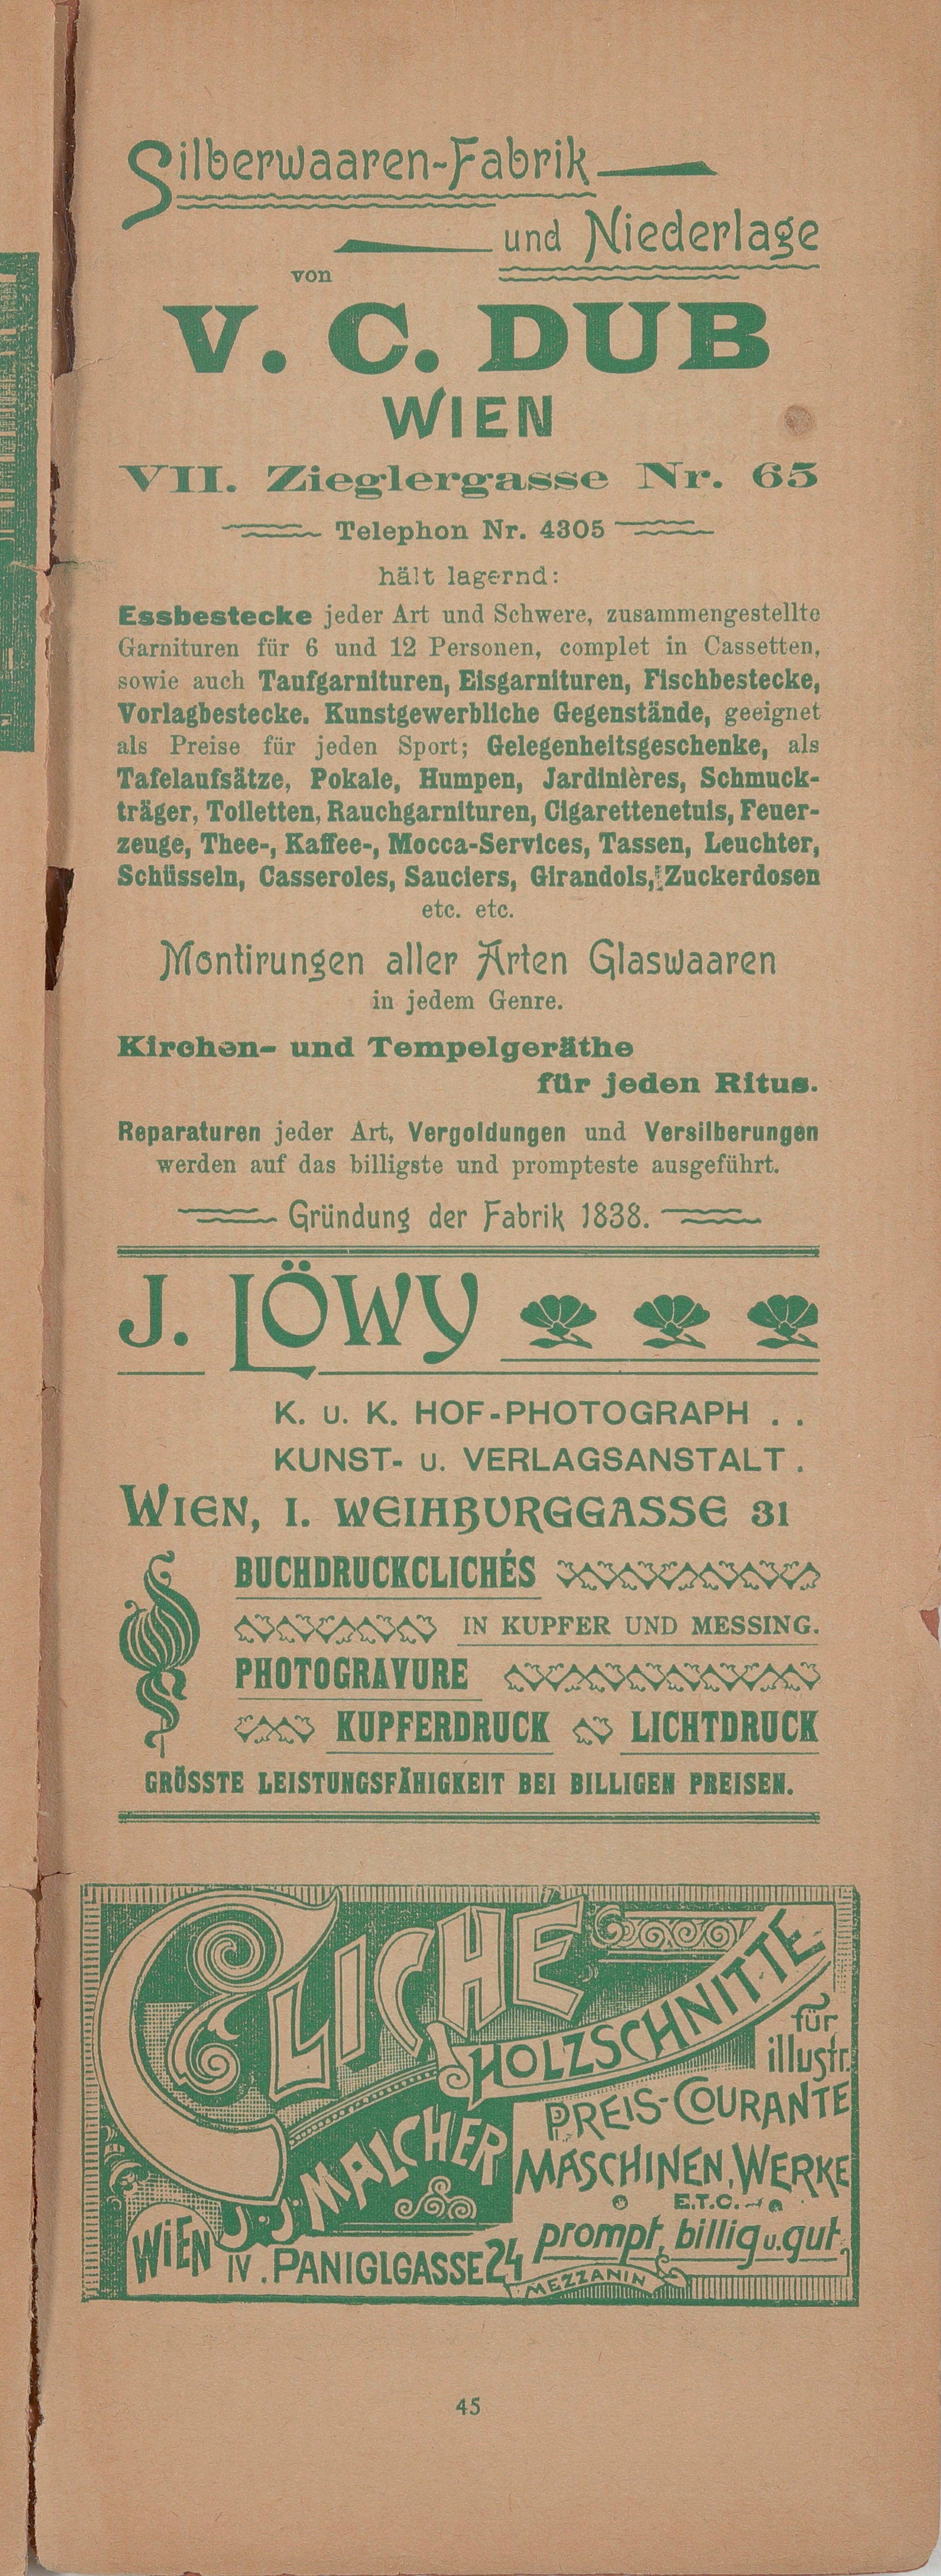 Silberwaaren-Fabrik
und Niederlage
von
V. C. DUB
WIEN
VII. Zieglergasse Nr. 65
Telephon Nr. 4305
hält lagernd:
Essbestecke jeder Art und Schwere, zusammengestellte
Garnituren für 6 und 12 Personen, complet in Cassetten,
sowie auch Taufgarnituren, Eisgarnituren, Fischbestecke,
Vorlagbestecke. Kunstgewerbliche Gegenstände, geeignet
als Preise für jeden Sport; Gelegenheitsgeschenke, als
Tafelaufsätze, Pokale, Humpen, Jardinières, Schmuck-
träger, Toiletten, Rauchgarnituren, Cigarettenetuis, Feuer-
zeuge, Thee-, Kaffee-, Mocca-Services, Tassen, Leuchter,
Schüsseln, Casseroles, Sauciers, Girandols, Zuckerdosen
etc. etc.
Montirungen aller Arten Glaswaaren
in jedem Genre.
Kirchen- und Tempelgeräthe
für jeden Ritus.
Reparaturen jeder Art, Vergoldungen und Versilberungen
werden auf das billigste und prompteste ausgeführt.
Gründung der Fabrik 1838.
J. LÖWY
K. u. K. HOF-PHOTOGRAPH . .
KUNST- u. VERLAGSANSTALT .
WIEN, I. WEIHBURGGASSE 31
BUCHDRUCKCLICHÉS
IN KUPFER UND MESSING.
PHOTOGRAVURE
KUPFERDRUCK LICHTDRUCK
GRÖSSTE LEISTUNGSFÄHIGKEIT BEI BILLIGEN PREISEN.
CLICHE
HOLZSCHNITTE
für
illustr.
PREIS-COURANTE
MASCHINEN, WERKE
E.T.C.
prompt, billig u. gut
J. J. MALCHER
WIEN IV. PANIGLGASSE 24
MEZZANIN
45